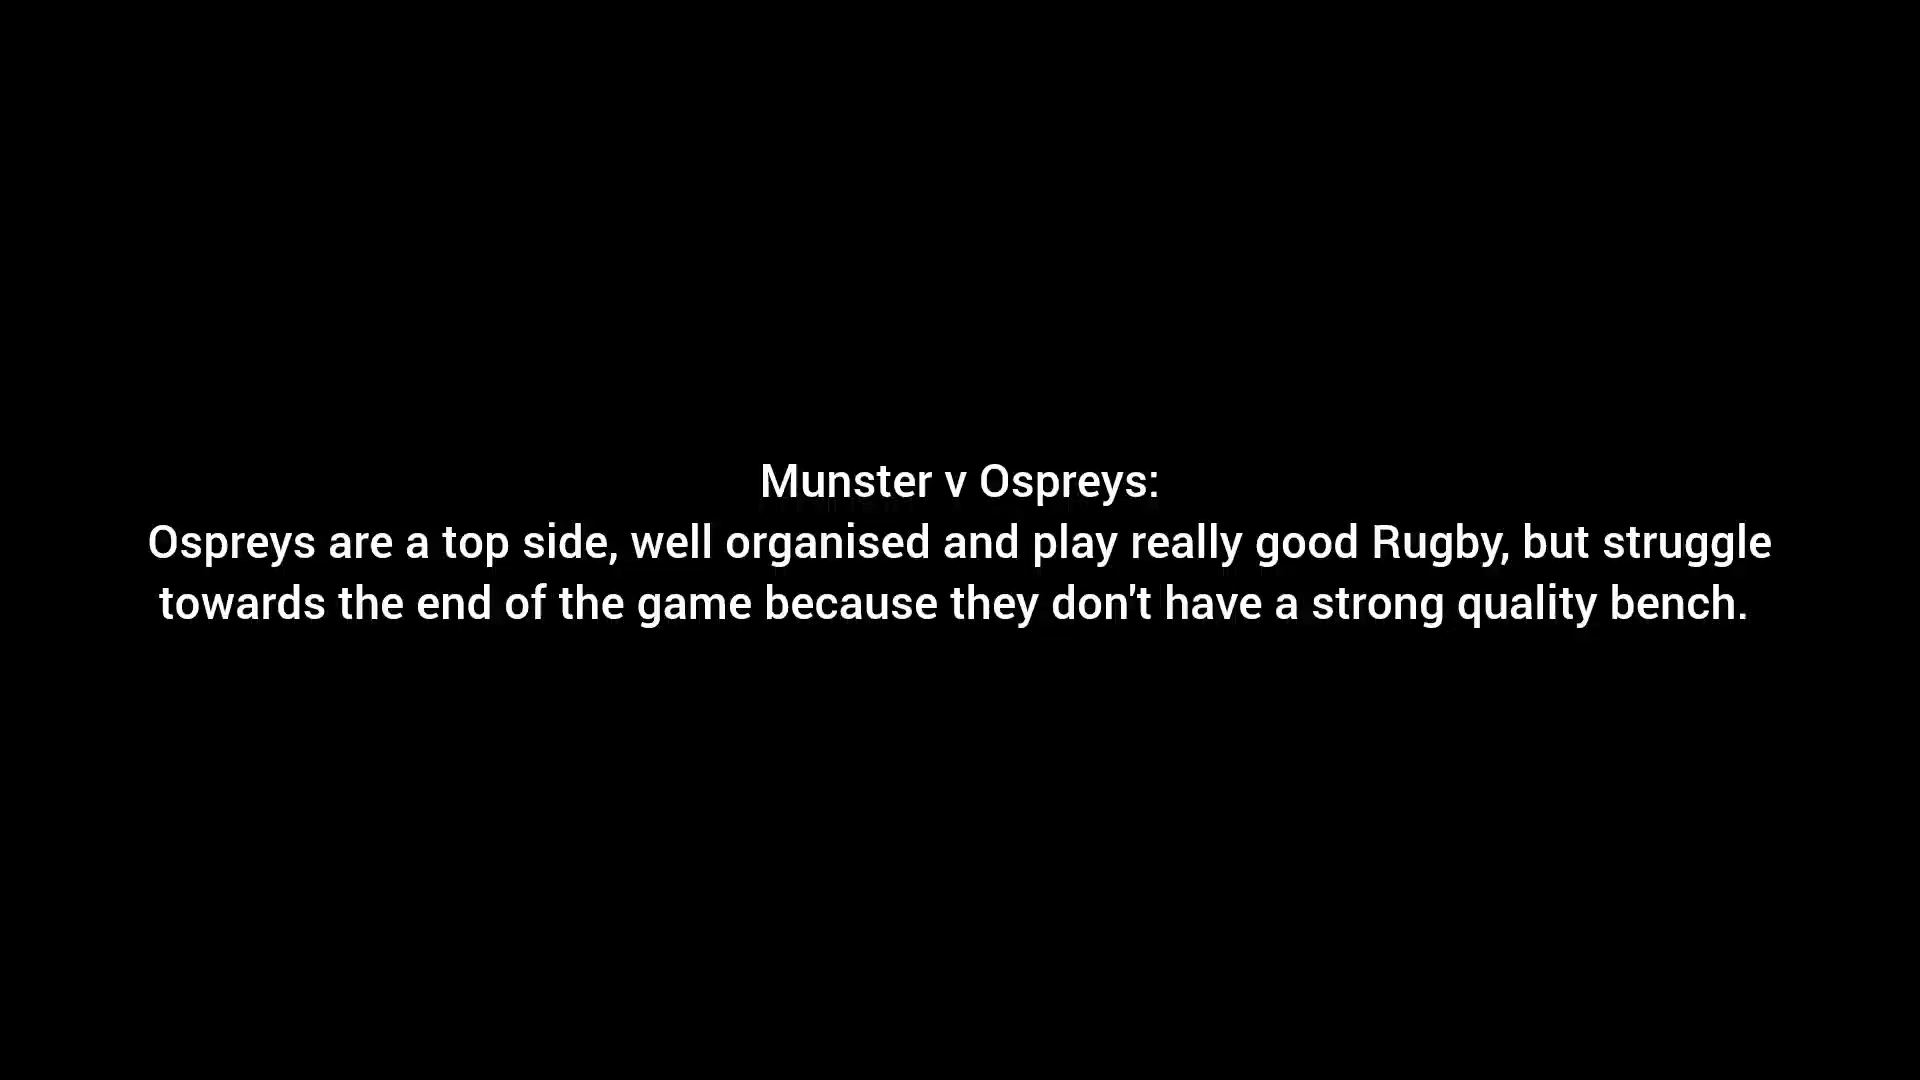 Munster v Ospreys:
Ospreys are a top side, well organised and play really good Rugby, but struggle
towards the end of the game because they don't have a strong quality bench.